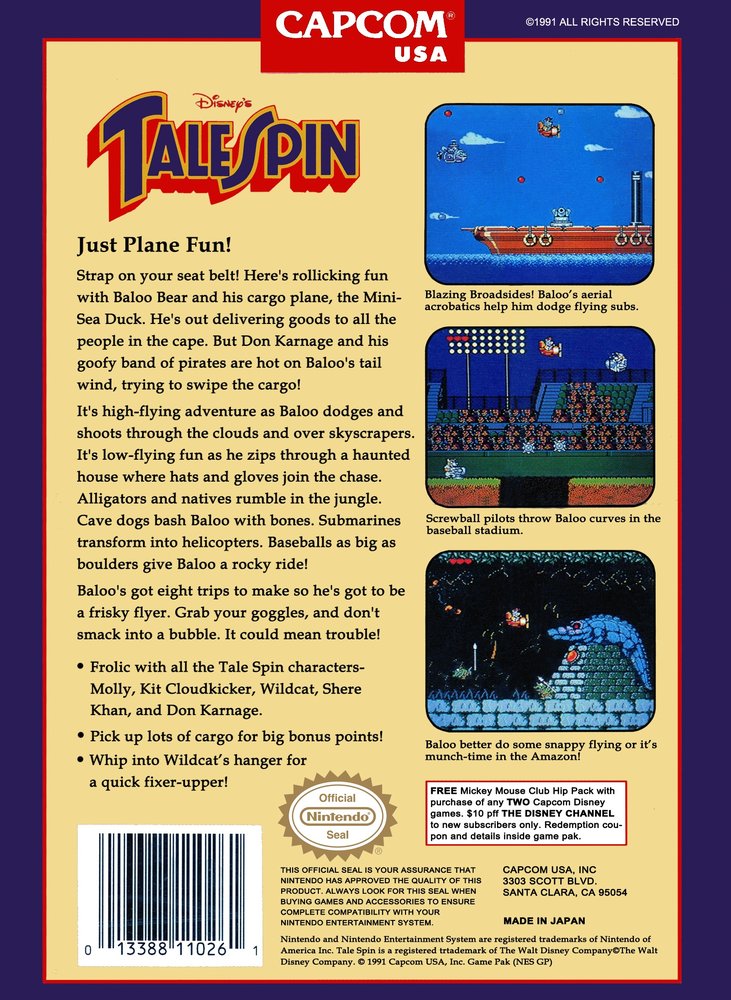 CAPCOM®
USA
©1991 ALL RIGHTS RESERVED
Disney's
TALESPIN
Just Plane Fun!
Strap on your seat belt! Here's rollicking fun
with Baloo Bear and his cargo plane, the Mini-
Sea Duck. He's out delivering goods to all the
people in the cape. But Don Karnage and his
goofy band of pirates are hot on Baloo's tail
wind, trying to swipe the cargo!
It's high-flying adventure as Baloo dodges and
shoots through the clouds and over skyscrapers.
It's low-flying fun as he zips through a haunted
house where hats and gloves join the chase.
Alligators and natives rumble in the jungle.
Cave dogs bash Baloo with bones. Submarines
transform into helicopters. Baseballs as big as
boulders give Baloo a rocky ride!
Baloo's got eight trips to make so he's got to be
a frisky flyer. Grab your goggles, and don't
smack into a bubble. It could mean trouble!
• Frolic with all the Tale Spin characters-
Molly, Kit Cloudkicker, Wildcat, Shere
Khan, and Don Karnage.
• Pick up lots of cargo for big bonus points!
• Whip into Wildcat's hanger for
a quick fixer-upper!
Blazing Broadsides! Baloo's aerial
acrobatics help him dodge flying subs.
Screwball pilots throw Baloo curves in the
baseball stadium.
Baloo better do some snappy flying or it's
munch-time in the Amazon!
FREE Mickey Mouse Club Hip Pack with
purchase of any TWO Capcom Disney
games. $10 pff THE DISNEY CHANNEL
to new subscribers only. Redemption cou-
pon and details inside game pak.
Official
Nintendo
Seal
®
THIS OFFICIAL SEAL IS YOUR ASSURANCE THAT
NINTENDO HAS APPROVED THE QUALITY OF THIS
PRODUCT. ALWAYS LOOK FOR THIS SEAL WHEN
BUYING GAMES AND ACCESSORIES TO ENSURE
COMPLETE COMPATIBILITY WITH YOUR
NINTENDO ENTERTAINMENT SYSTEM.
CAPCOM USA, INC
3303 SCOTT BLVD.
SANTA CLARA, CA 95054
MADE IN JAPAN
Nintendo and Nintendo Entertainment System are registered trademarks of Nintendo of
America Inc. Tale Spin is a registered trtademark of The Walt Disney Company©The Walt
Disney Company. © 1991 Capcom USA, Inc. Game Pak (NES GP)
0 13388 11026 1